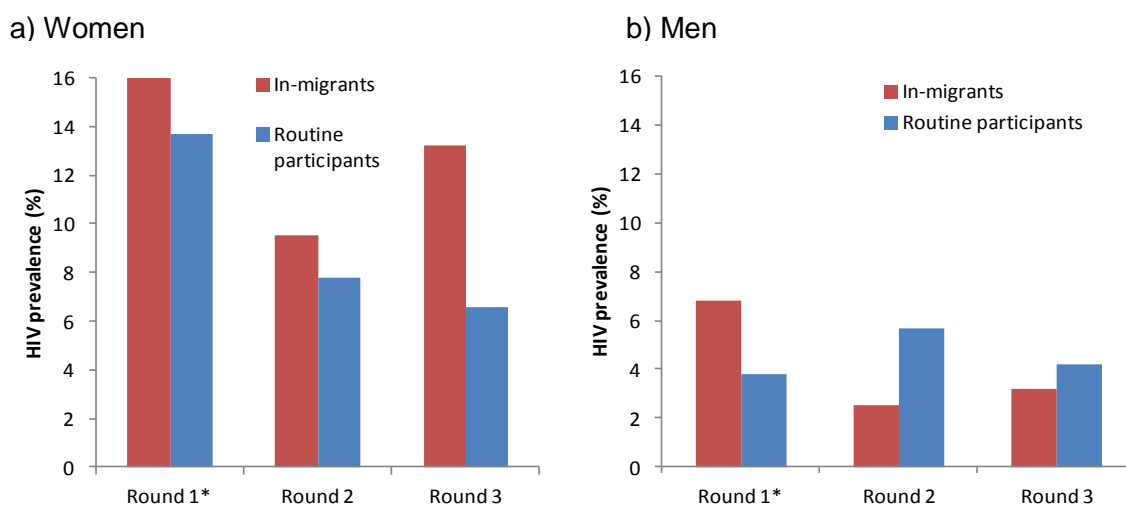 a) Women
HIV prevalence (%)
16
14
12
10
8
6
4
2
0
In-migrants
Routine
participants
Round 1*
Round 2
Round 3
b) Men
HIV prevalence (%)
16
14
12
10
8
6
4
2
0
In-migrants
Routine participants
Round 1*
Round 2
Round 3